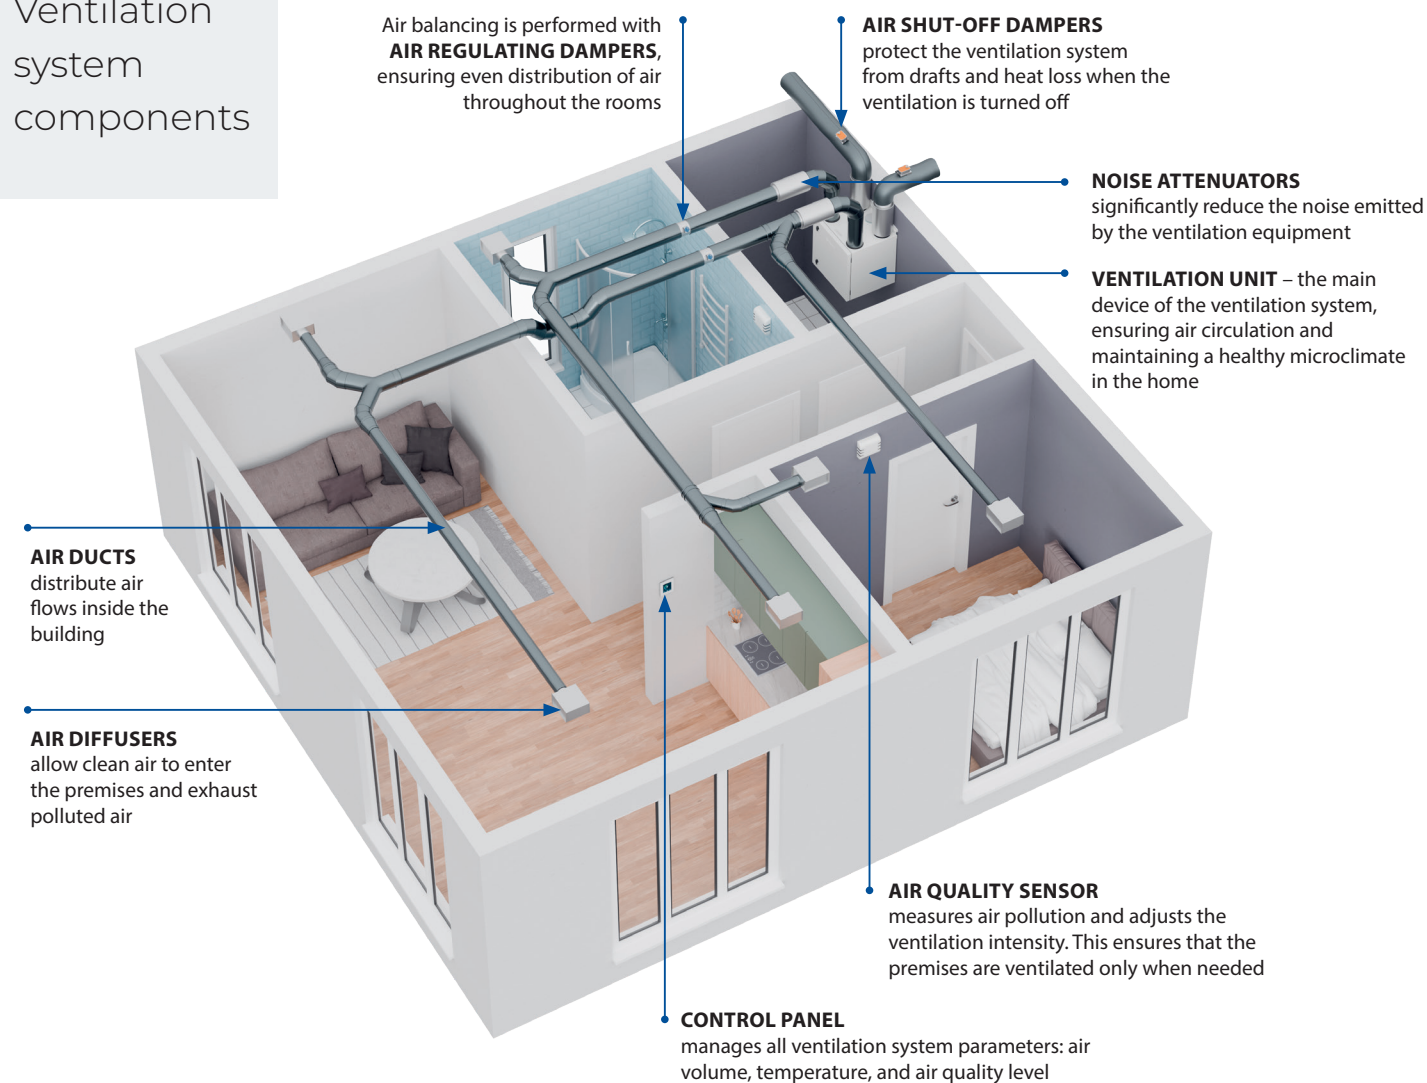 Ventilation
system
components
Air balancing is performed with
AIR REGULATING DAMPERS,
ensuring even distribution of air
throughout the rooms
AIR SHUT-OFF DAMPERS
protect the ventilation system
from drafts and heat loss when the
ventilation is turned off
NOISE ATTENUATORS
significantly reduce the noise emitted
by the ventilation equipment
VENTILATION UNIT – the main
device of the ventilation system,
ensuring air circulation and
maintaining a healthy microclimate
in the home
AIR DUCTS
distribute air
flows inside the
building
AIR DIFFUSERS
allow clean air to enter
the premises and exhaust
polluted air
AIR QUALITY SENSOR
measures air pollution and adjusts the
ventilation intensity. This ensures that the
premises are ventilated only when needed
CONTROL PANEL
manages all ventilation system parameters: air
volume, temperature, and air quality level